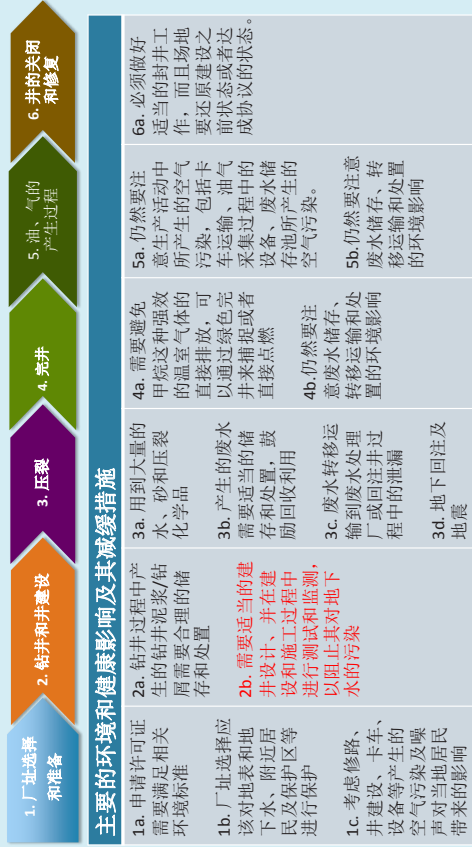 1. 厂址选择
和准备
2. 钻井和井建设
3. 压裂
4. 完井
5. 油、气的
产生过程
6. 井的关闭
和修复
主要的环境和健康影响及其减缓措施
1a. 申请许可证
需要满足相关
环境标准
1b. 厂址选择应
该对地表和地
下水、附近居
民及保护区等
进行保护
1c. 考虑修路、
井建设、卡车、
设备等产生的
空气污染及噪
声对当地居民
带来的影响
2a. 钻井过程中产
生的钻井泥浆/钻
屑需要合理的储
存和处置
2b. 需要适当的建
井设计、并在建
设和施工过程中
进行测试和监测，
以阻止其对地下
水的污染
3a. 用到大量的
水、砂和压裂
化学品
3b. 产生的废水
需要适当的储
存和处置，鼓
励回收利用
3c. 废水转移运
输到废水处理
厂或回注井过
程中的泄漏
3d. 地下回注及
地震
4a. 需要避免
甲烷这种强效
的温室气体的
直接排放，可
以通过绿色完
井来捕捉或者
直接点燃
4b.仍然要注
意废水储存、
转移运输和处
置的环境影响
5a. 仍然要注
意生产活动中
所产生的空气
污染，包括卡
车运输、油气
采集过程中的
设备、废水储
存池所产生的
空气污染。
5b.仍然要注意
废水储存、转
移运输和处置
的环境影响
6a. 必须做好
适当的封井工
作，而且场地
要还原建设之
前状态或者达
成协议的状态。